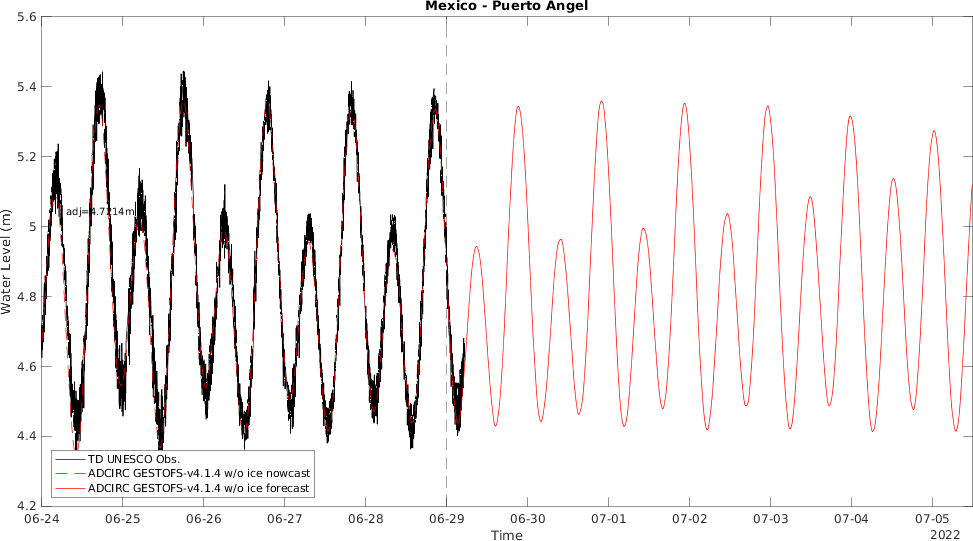 Mexico - Puerto Angel
5.6
5.4
5.2
5
4.8
4.6
4.4
4.2
Water Level (m)
adj=4.7214m
TD UNESCO Obs.
ADCIRC GESTOFS-v4.1.4 w/o ice nowcast
ADCIRC GESTOFS-v4.1.4 w/o ice forecast
06-24 06-25 06-26 06-27 06-28 06-29 06-30 07-01 07-02 07-03 07-04 07-05
Time
2022